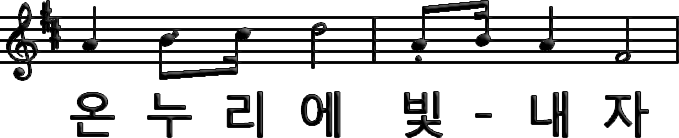 온 누 리 에 빛 - 내 자